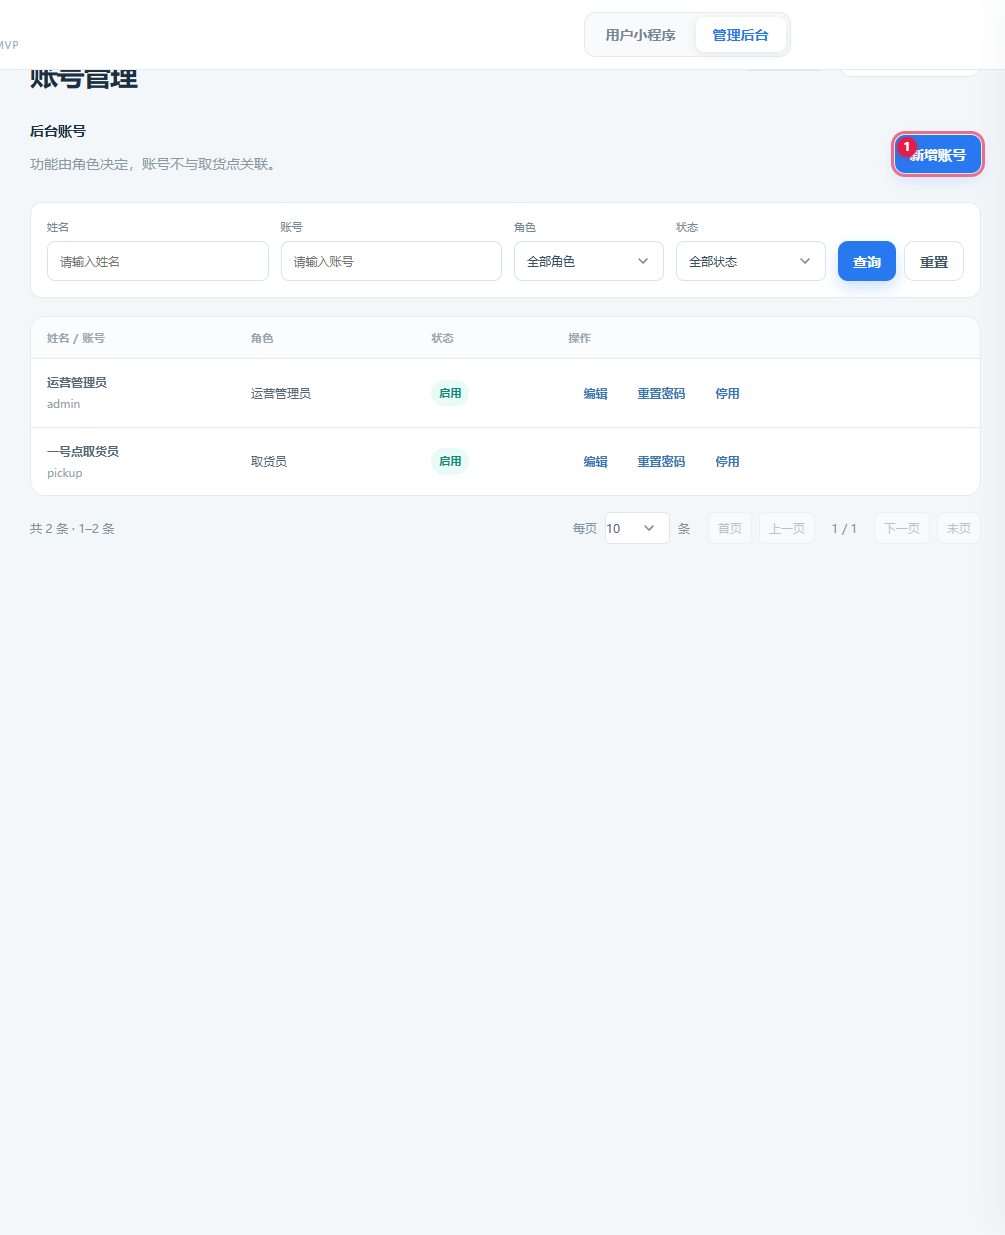 MVP
用户小程序 管理后台
账号管理
后台账号
功能由角色决定，账号不与取货点关联。
1
新增账号
姓名 账号 角色 状态
请输入姓名 请输入账号 全部角色 全部状态 查询 重置
姓名 / 账号 角色 状态 操作
运营管理员
admin
运营管理员 启用 编辑 重置密码 停用
一号点取货员
pickup
取货员 启用 编辑 重置密码 停用
共 2 条 · 1–2 条 每页 10 条 首页 上一页 1 / 1 下一页 末页